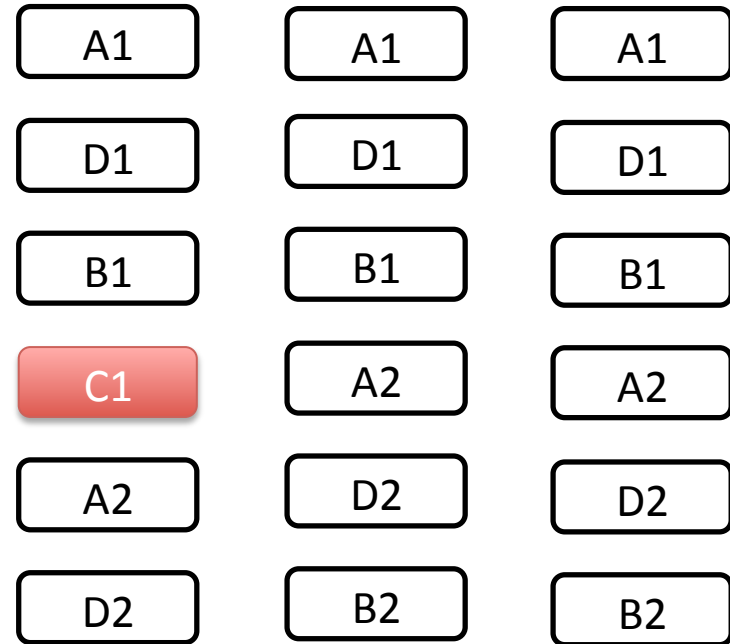 A1 A1 A1
D1 D1 D1
B1 B1 B1
C1 A2 A2
A2 D2 D2
D2 B2 B2